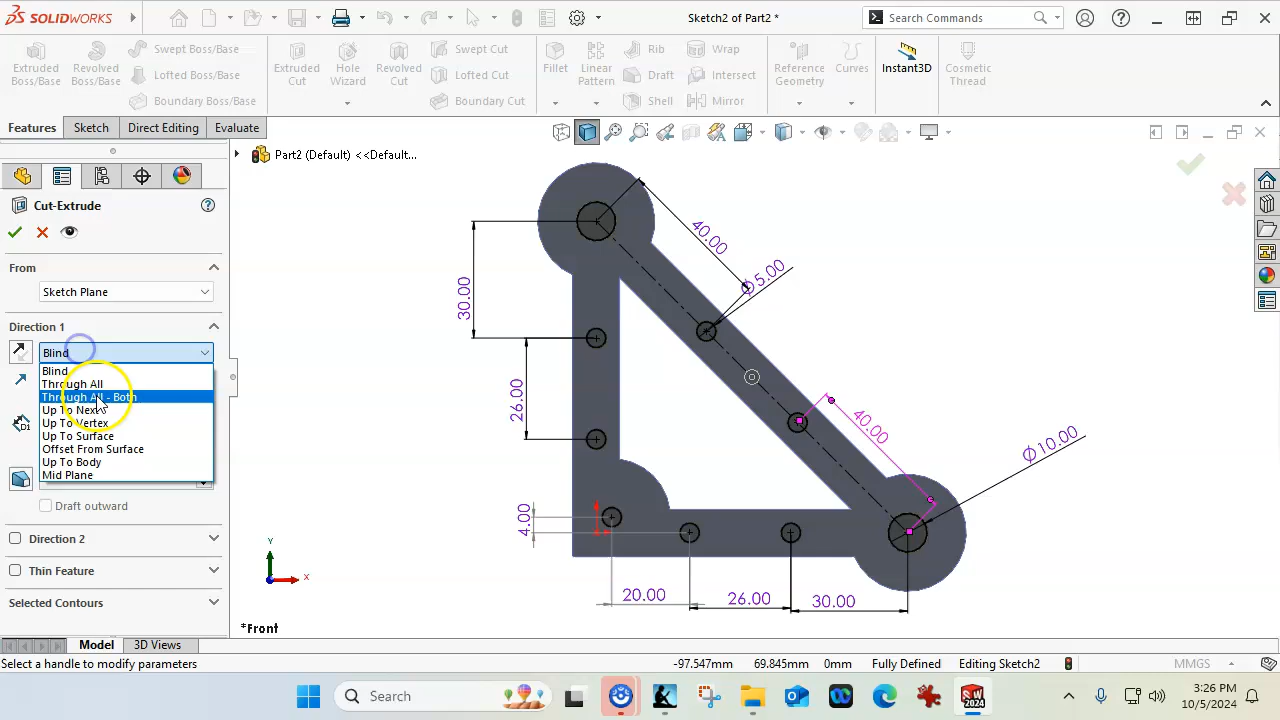 SOLIDWORKS
Sketch2 of Part2 *
Search Commands
Extruded Boss/Base
Revolved Boss/Base
Swept Boss/Base
Lofted Boss/Base
Boundary Boss/Base
Extruded Cut
Hole Wizard
Revolved Cut
Swept Cut
Lofted Cut
Boundary Cut
Fillet
Linear Pattern
Rib
Draft
Shell
Wrap
Intersect
Mirror
Reference Geometry
Curves
Instant3D
Cosmetic Thread
Features
Sketch
Direct Editing
Evaluate
Part2 (Default) <<Default...
Cut-Extrude
From
Sketch Plane
Direction 1
Blind
Blind
Through All
Through All - Both
Up To Next
Up To Vertex
Up To Surface
Offset From Surface
Up To Body
Mid Plane
Draft outward
Direction 2
Thin Feature
Selected Contours
40.00
Ø5.00
30.00
26.00
40.00
Ø10.00
4.00
20.00
26.00
30.00
Y
X
*Front
Model
3D Views
Select a handle to modify parameters
-97.547mm
69.845mm
0mm
Fully Defined
Editing Sketch2
MMGS
Search
3:26 PM
10/5/2024